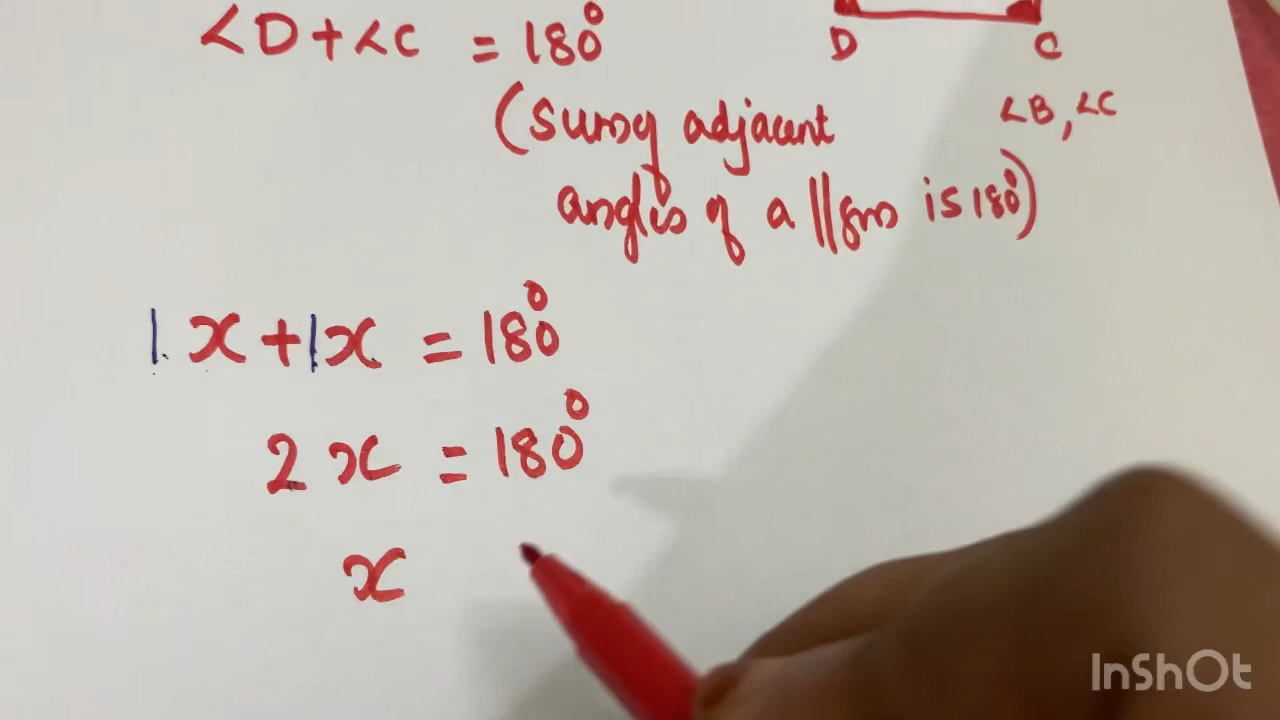 ∠D+∠C = 180°
D C
(Sum of adjacent
∠B, ∠C
angles of a ||gm is 180°)
1 x + 1x = 180°
2x = 180°
x
InShOt